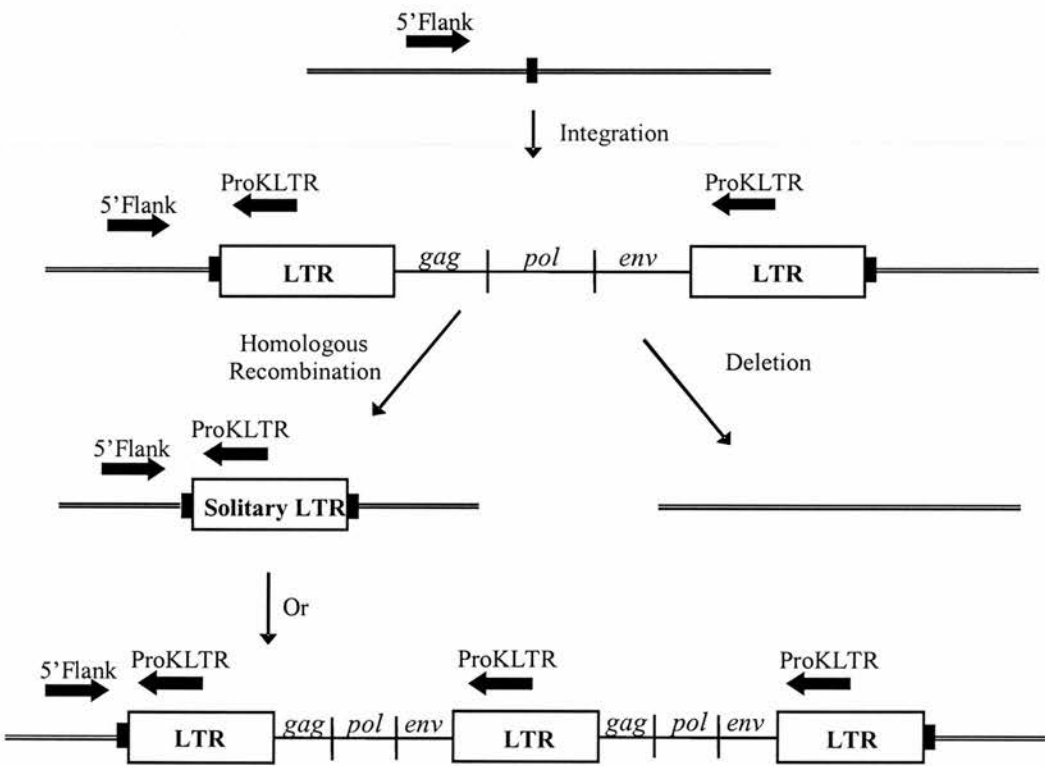 5'Flank
Integration
5'Flank
ProKLTR
ProKLTR
LTR
gag
pol
env
LTR
Homologous
Recombination
Deletion
5'Flank
ProKLTR
Solitary LTR
Or
5'Flank
ProKLTR
ProKLTR
ProKLTR
LTR
gag
pol
env
LTR
gag
pol
env
LTR